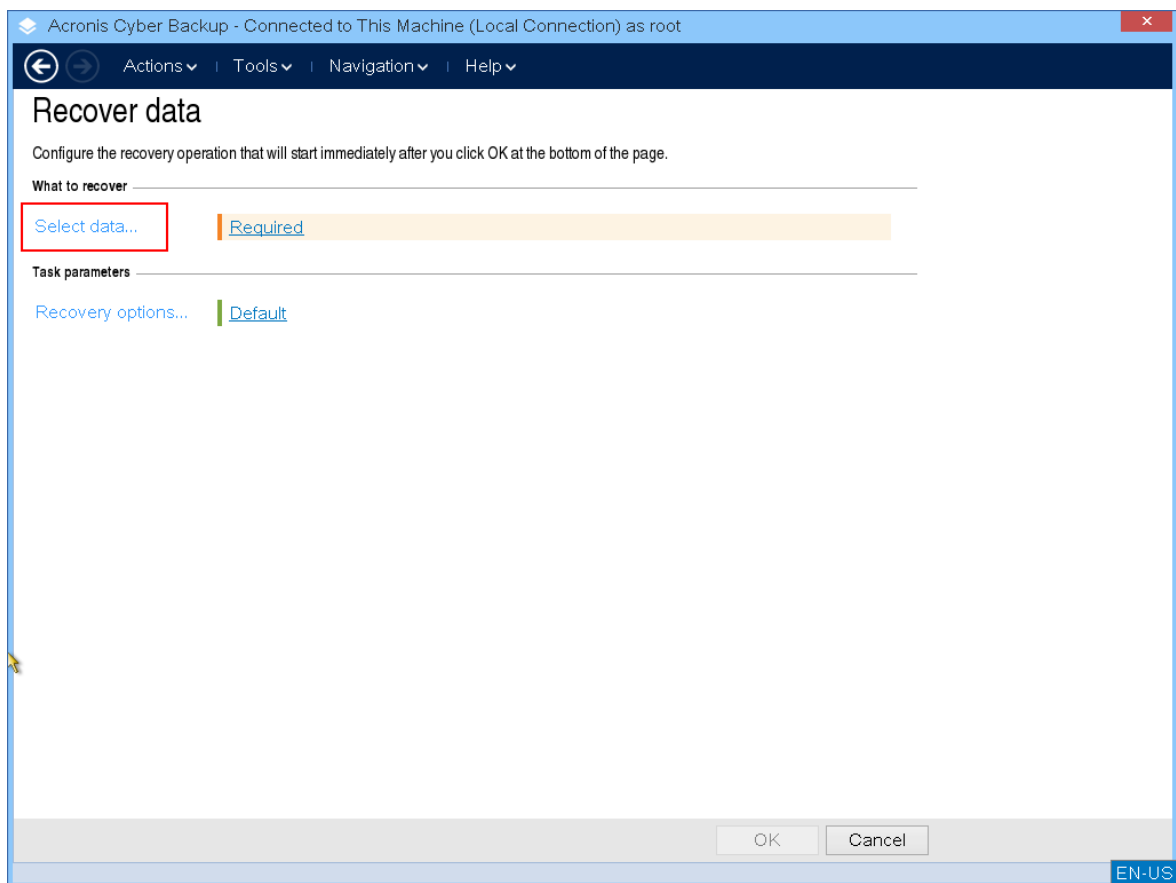 Acronis Cyber Backup - Connected to This Machine (Local Connection) as root
Actions Tools Navigation Help
Recover data
Configure the recovery operation that will start immediately after you click OK at the bottom of the page.
What to recover
Select data... Required
Task parameters
Recovery options... Default
OK Cancel
EN-US